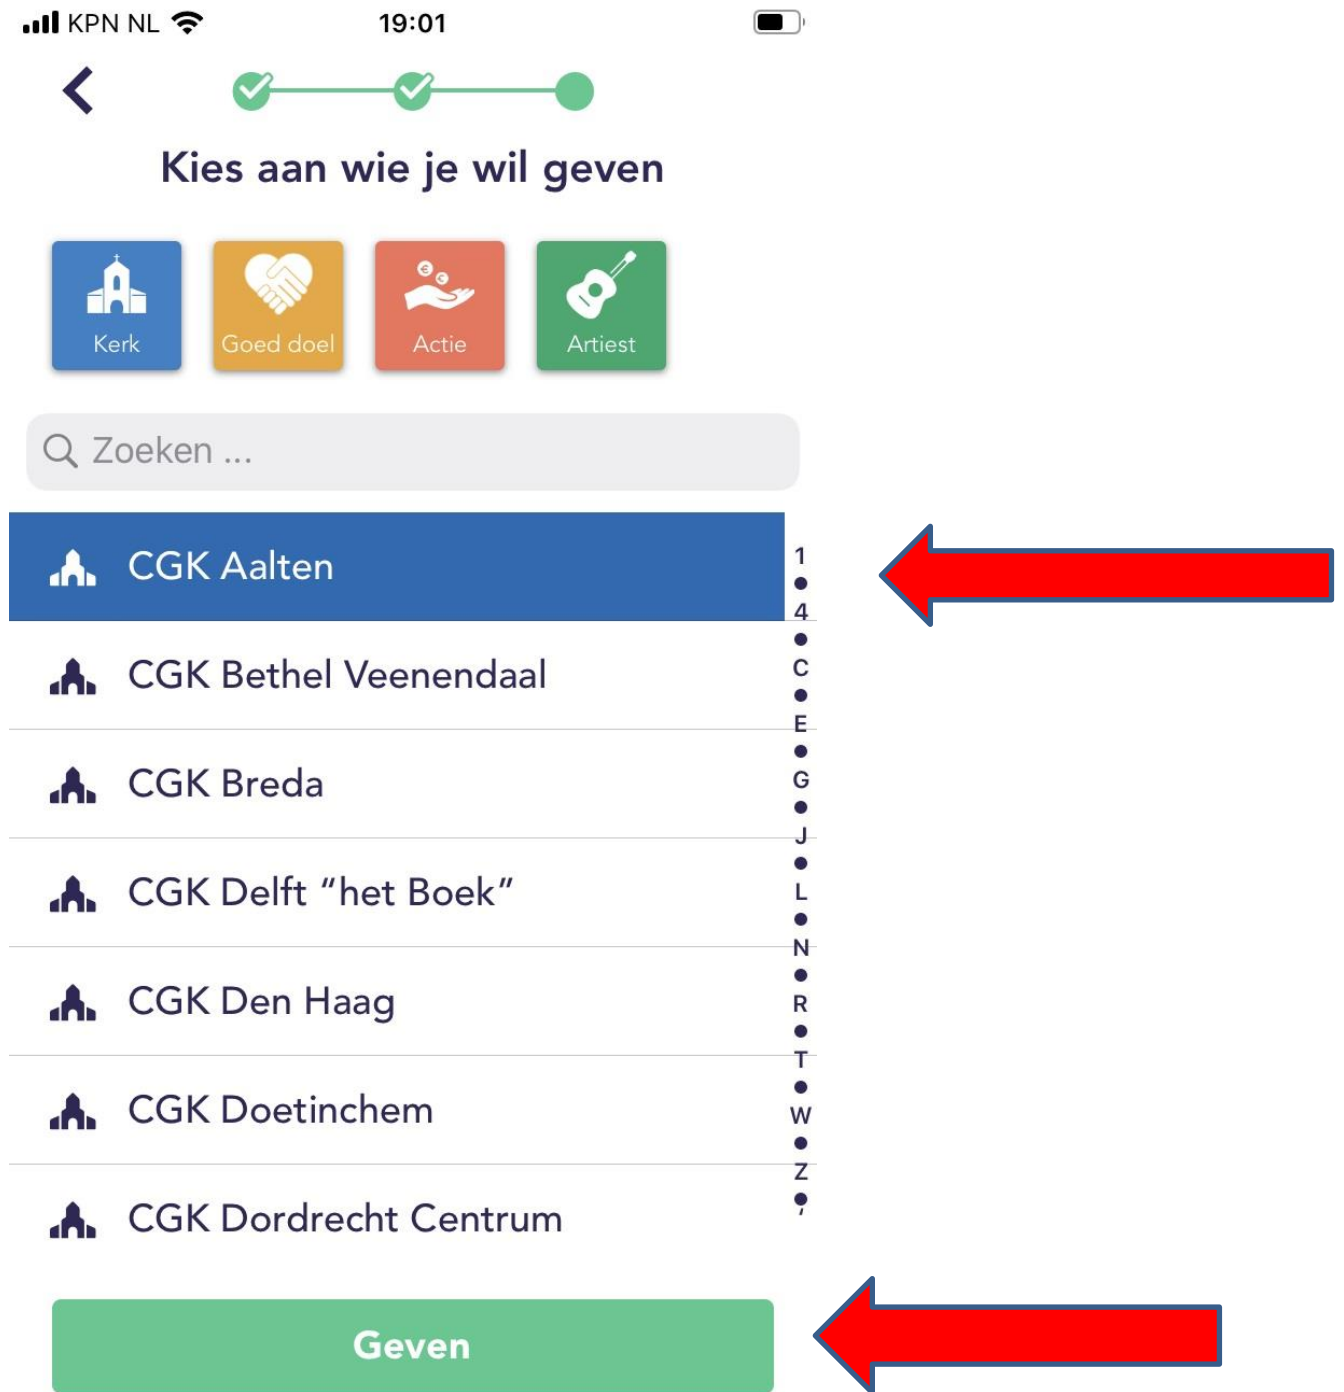 KPN NL 19:01
Kies aan wie je wil geven
Kerk Goed doel Actie Artiest
Zoeken ...
CGK Aalten
CGK Bethel Veenendaal
CGK Breda
CGK Delft “het Boek”
CGK Den Haag
CGK Doetinchem
CGK Dordrecht Centrum
1
4
C
E
G
J
L
N
R
T
W
Z
Geven